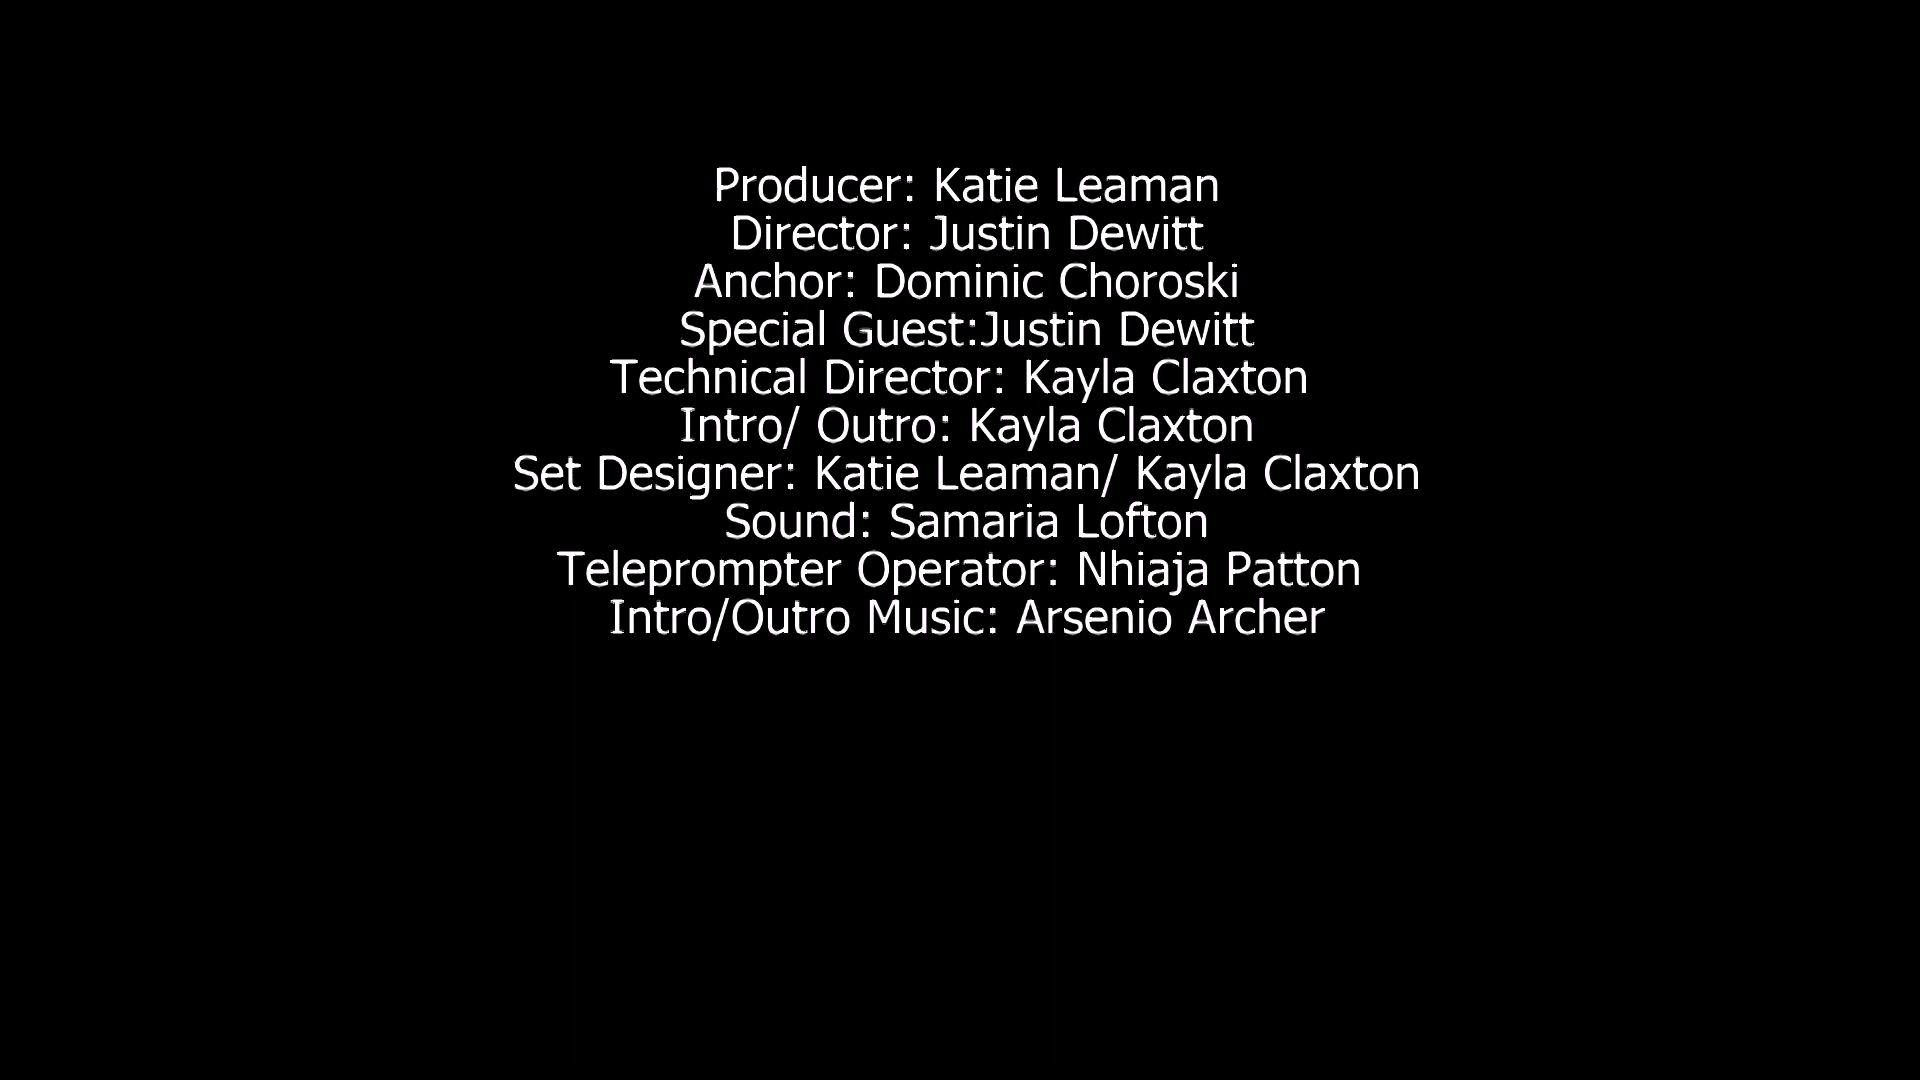 Producer: Katie Leaman
Director: Justin Dewitt
Anchor: Dominic Choroski
Special Guest:Justin Dewitt
Technical Director: Kayla Claxton
Intro/ Outro: Kayla Claxton
Set Designer: Katie Leaman/ Kayla Claxton
Sound: Samaria Lofton
Teleprompter Operator: Nhiaja Patton
Intro/Outro Music: Arsenio Archer